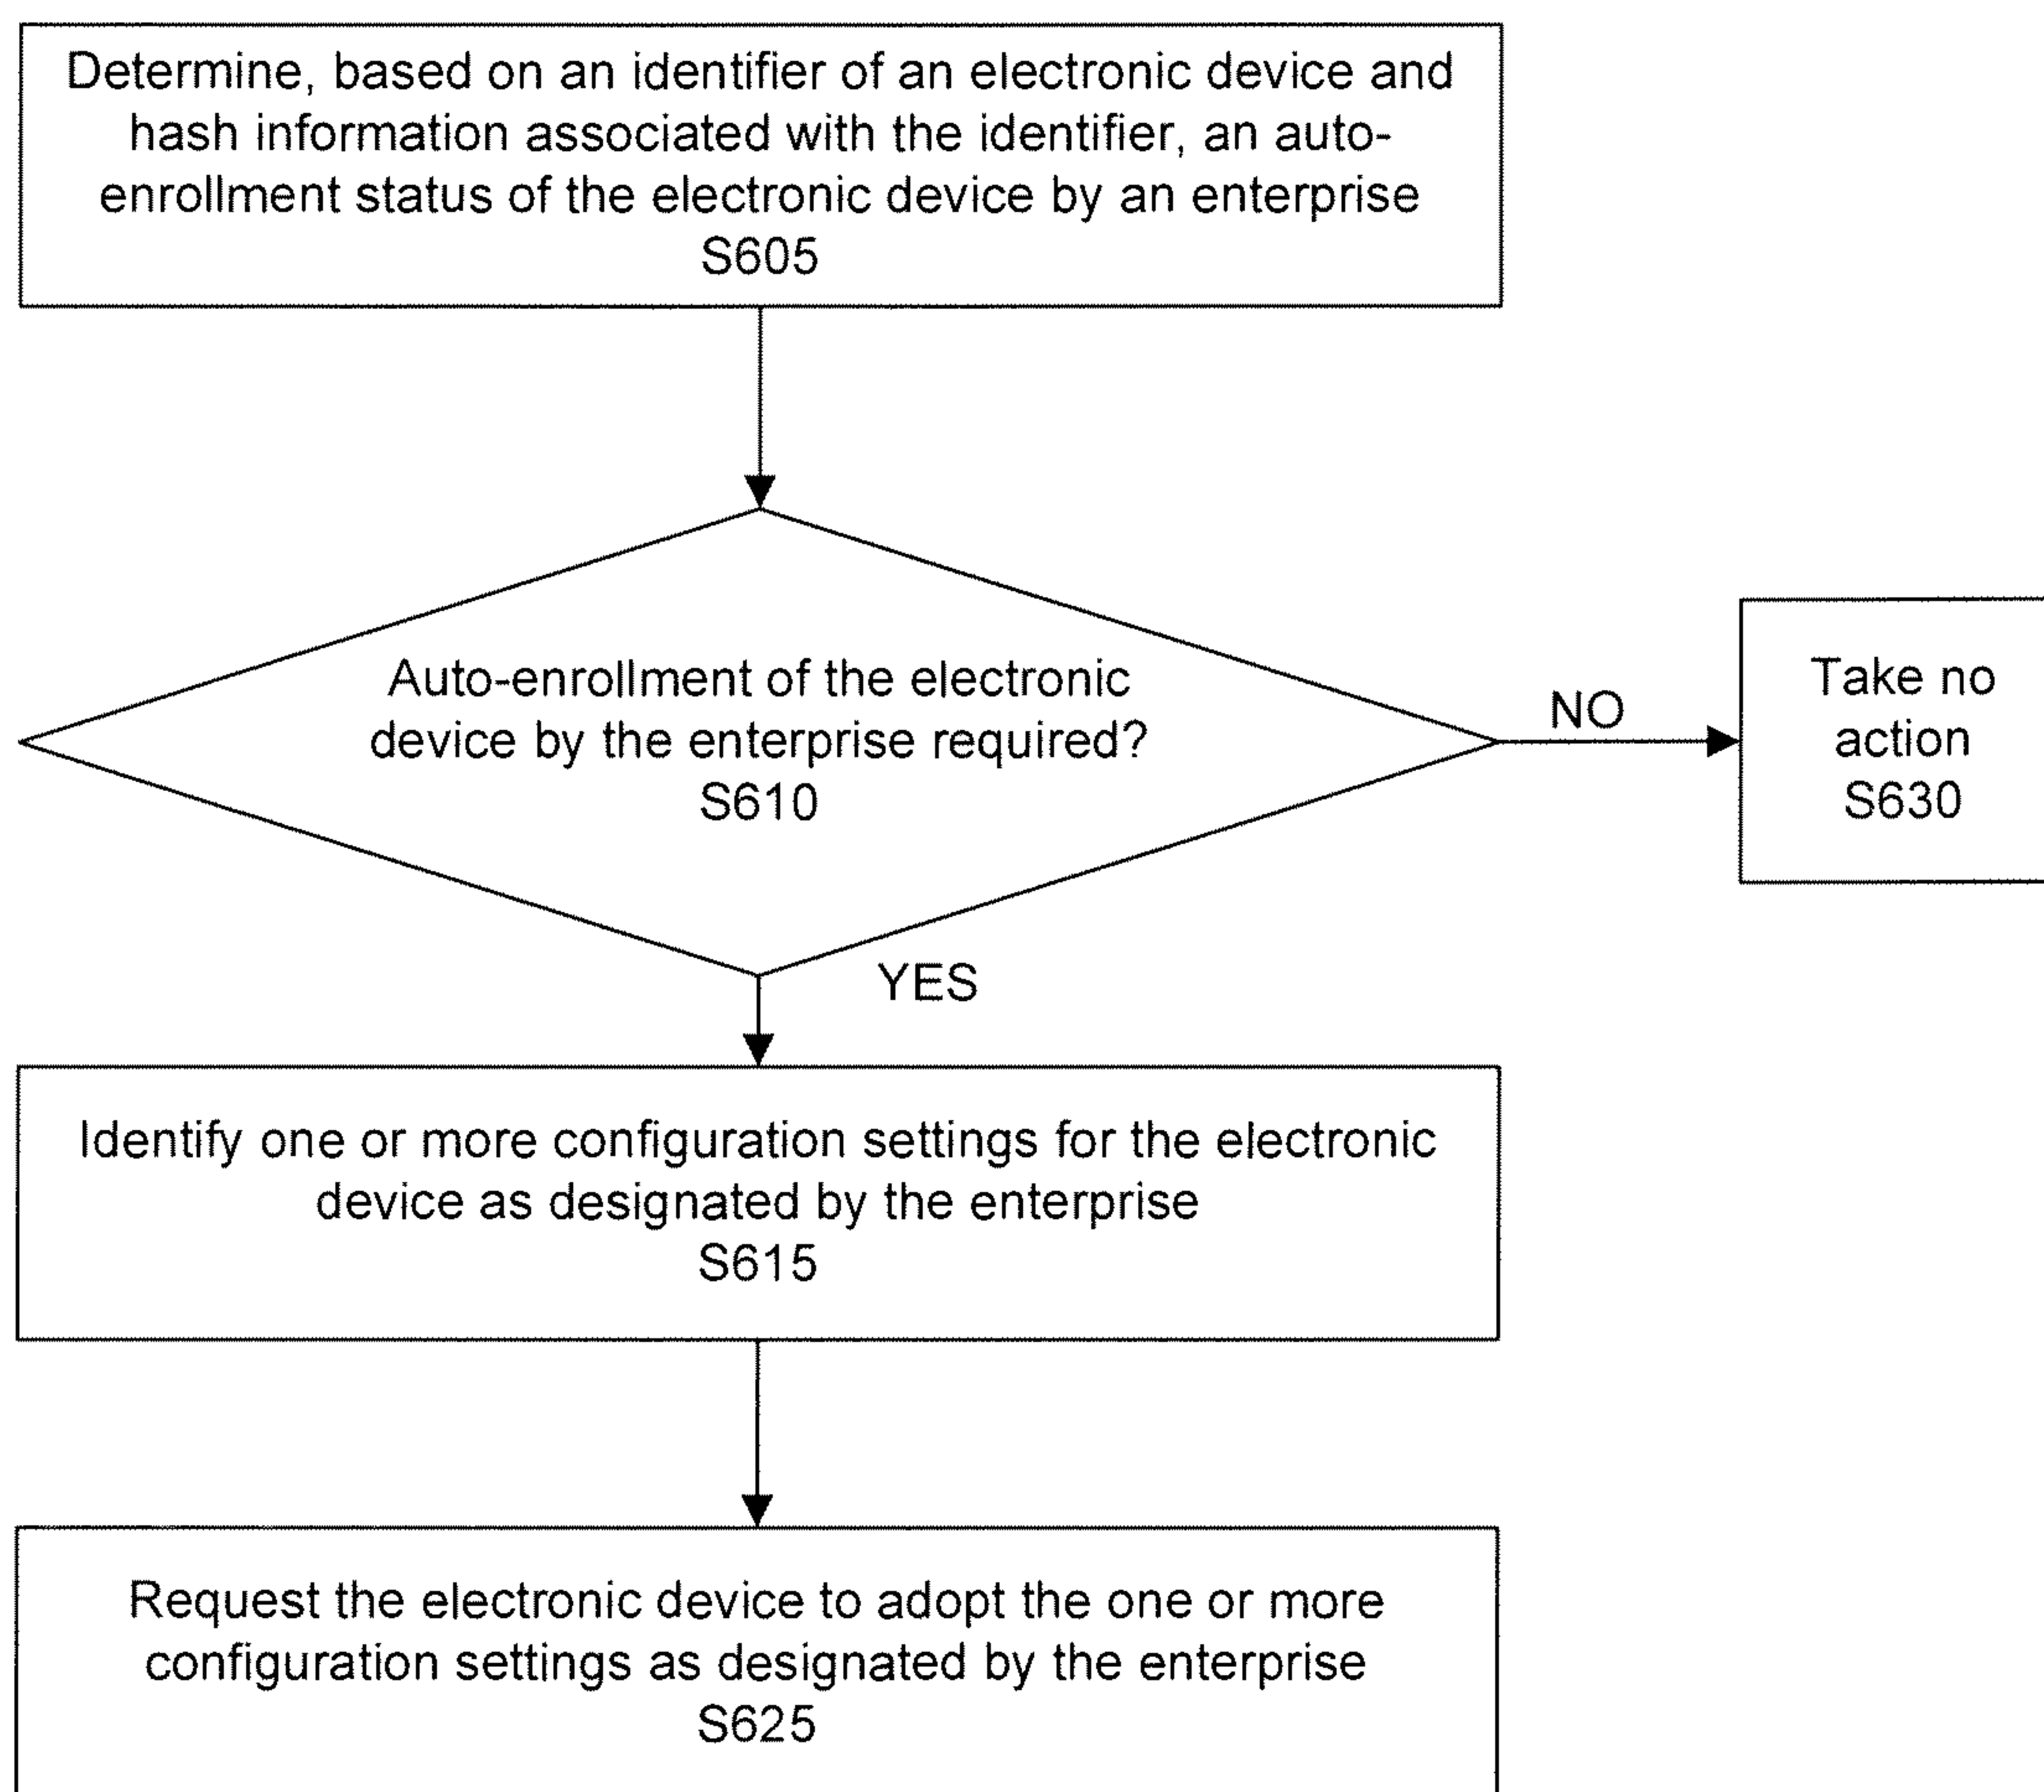 Determine, based on an identifier of an electronic device and
hash information associated with the identifier, an auto-
enrollment status of the electronic device by an enterprise
S605
Auto-enrollment of the electronic
device by the enterprise required?
S610
NO
Take no
action
S630
YES
Identify one or more configuration settings for the electronic
device as designated by the enterprise
S615
Request the electronic device to adopt the one or more
configuration settings as designated by the enterprise
S625